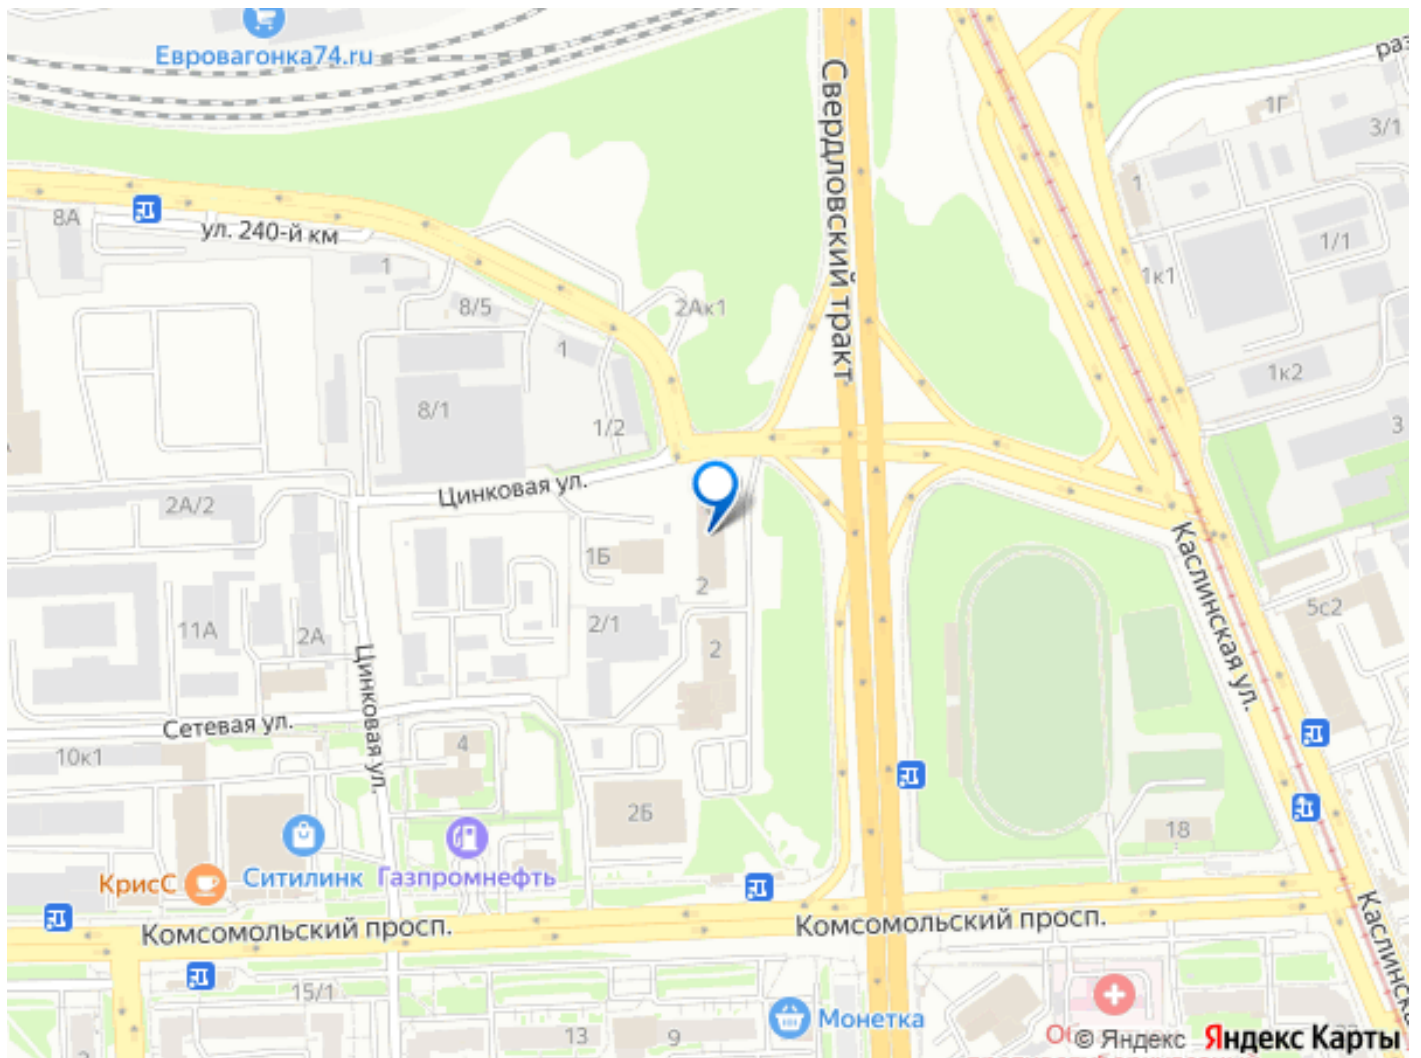 Евровагонка74.ru
раз
1Г
3/1
Свердловский тракт
1
8А
ул. 240-й км
1/1
1
1к1
8/5
2Ак1
1
1к2
8/1
1/2
3
Цинковая ул.
2А/2
Каслинская ул.
1Б
2
5с2
11А
2А
2/1
2
Цинковая ул.
Сетевая ул.
10к1
4
2Б
18
КрисС
Ситилинк
Газпромнефть
Комсомольский просп.
Комсомольский просп.
Каслинская
15/1
13
9
Монетка
© Яндекс
Яндекс Карты